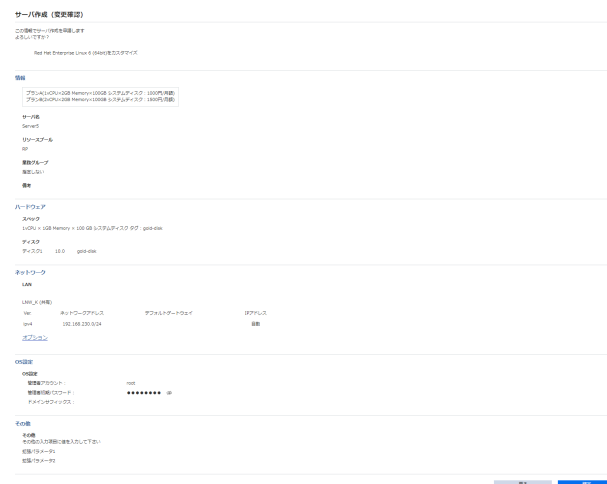 サーバ作成（変更確認）
この情報でサーバ作成を申請します
よろしいですか？
Red Hat Enterprise Linux 6 (64bit)をカスタマイズ
情報
プランA(1vCPU×2GB Memory×100GB システムディスク : 1000円/月額)
プランB(2vCPU×2GB Memory×100GB システムディスク : 1800円/月額)
サーバ名
Server5
リソースプール
RP
業務グループ
指定しない
備考
ハードウェア
スペック
1vCPU × 1GB Memory × 100 GB システムディスク タグ : gold-disk
ディスク
ディスク1 10.0 gold-disk
ネットワーク
LAN
LNW_K (共有)
Ver. ネットワークアドレス デフォルトゲートウェイ IPアドレス
ipv4 192.168.230.0/24 自動
オプション
OS設定
OS設定
管理者アカウント : root
管理者初期パスワード : ●●●●●●●●
ドメインサフィックス :
その他
その他
その他の入力項目に値を入力して下さい
拡張パラメータ1
拡張パラメータ2
戻る 確認